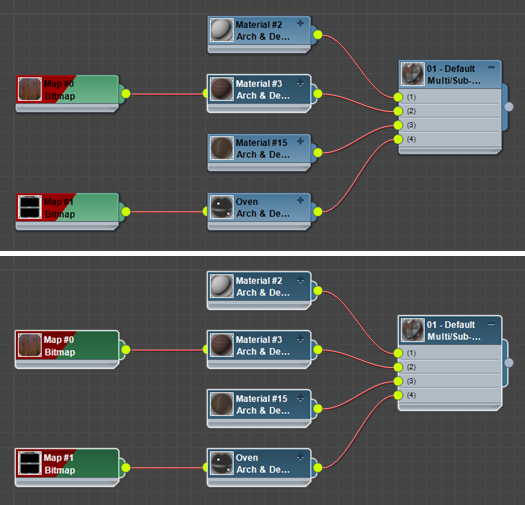 Material #2
Arch & De...
Map #0
Bitmap
Material #3
Arch & De...
01 - Default
Multi/Sub-...
(1)
(2)
(3)
(4)
Material #15
Arch & De...
Map #1
Bitmap
Oven
Arch & De...
Material #2
Arch & De...
Map #0
Bitmap
Material #3
Arch & De...
01 - Default
Multi/Sub-...
(1)
(2)
(3)
(4)
Material #15
Arch & De...
Map #1
Bitmap
Oven
Arch & De...